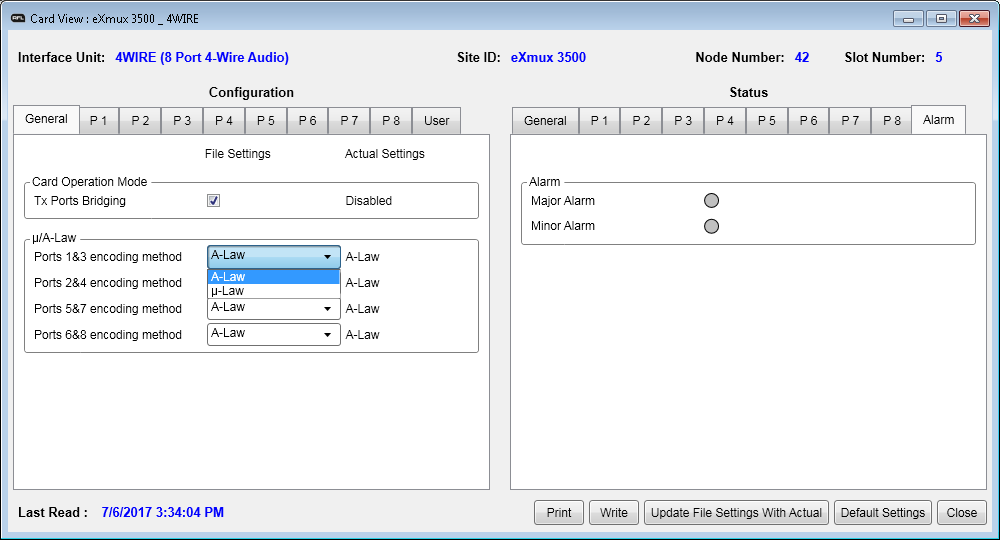 AFL Card View : eXmux 3500 _ 4WIRE
Interface Unit: 4WIRE (8 Port 4-Wire Audio) Site ID: eXmux 3500 Node Number: 42 Slot Number: 5
Configuration
General P 1 P 2 P 3 P 4 P 5 P 6 P 7 P 8 User
File Settings Actual Settings
Card Operation Mode
Tx Ports Bridging Disabled
µ/A-Law
Ports 1&3 encoding method A-Law A-Law
A-Law
µ-Law
Ports 2&4 encoding method A-Law
Ports 5&7 encoding method A-Law A-Law
Ports 6&8 encoding method A-Law A-Law
Status
General P 1 P 2 P 3 P 4 P 5 P 6 P 7 P 8 Alarm
Alarm
Major Alarm
Minor Alarm
Last Read : 7/6/2017 3:34:04 PM
Print Write Update File Settings With Actual Default Settings Close